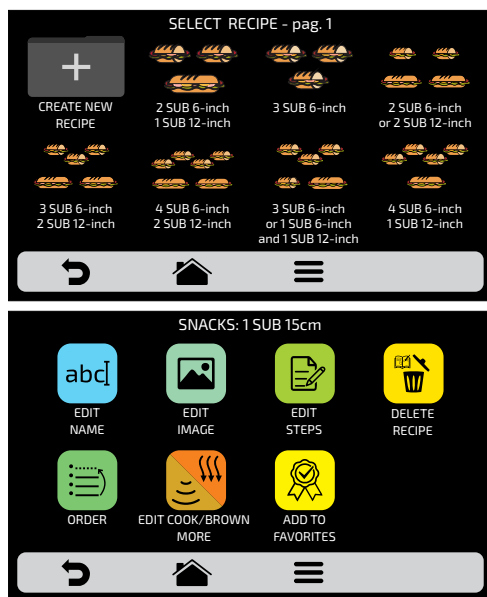 SELECT RECIPE - pag. 1
CREATE NEW
RECIPE
2 SUB 6-inch
1 SUB 12-inch
3 SUB 6-inch
2 SUB 6-inch
or 2 SUB 12-inch
3 SUB 6-inch
2 SUB 12-inch
4 SUB 6-inch
2 SUB 12-inch
3 SUB 6-inch
or 1 SUB 6-inch
and 1 SUB 12-inch
4 SUB 6-inch
1 SUB 12-inch
SNACKS: 1 SUB 15cm
abc
EDIT
NAME
EDIT
IMAGE
EDIT
STEPS
DELETE
RECIPE
ORDER
EDIT COOK/BROWN
MORE
ADD TO
FAVORITES